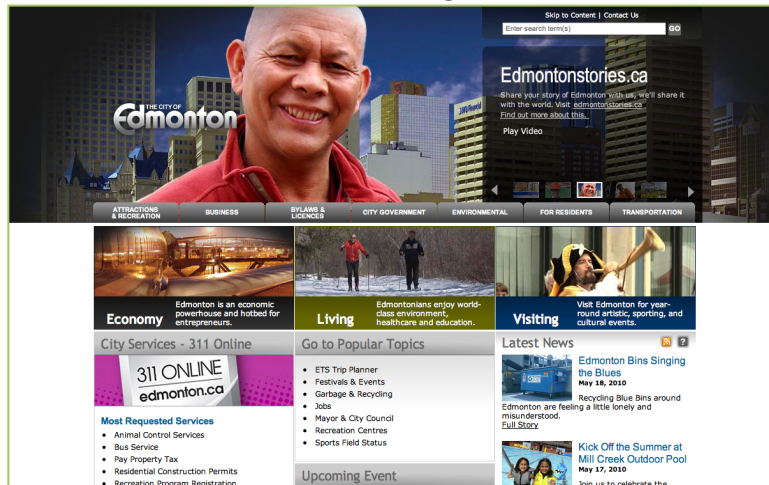 Skip to Content | Contact Us
Enter search term(s)
GO
THE CITY OF
Edmonton
Edmontonstories.ca
Share your story of Edmonton with us, we'll share it
with the world. Visit edmontonstories.ca
Find out more about this.
Play Video
ATTRACTIONS
& RECREATION
BUSINESS
BYLAWS &
LICENCES
CITY GOVERNMENT
ENVIRONMENTAL
FOR RESIDENTS
TRANSPORTATION
Economy
Edmonton is an economic
powerhouse and hotbed for
entrepreneurs.
Living
Edmontonians enjoy world-
class environment,
healthcare and education.
Visiting
Visit Edmonton for year-
round artistic, sporting, and
cultural events.
City Services - 311 Online
311 ONLINE
edmonton.ca
Most Requested Services
• Animal Control Services
• Bus Service
• Pay Property Tax
• Residential Construction Permits
• Recreation Program Registration
Go to Popular Topics
• ETS Trip Planner
• Festivals & Events
• Garbage & Recycling
• Jobs
• Mayor & City Council
• Recreation Centres
• Sports Field Status
Upcoming Event
Latest News
?
Edmonton Bins Singing
the Blues
May 18, 2010
Recycling Blue Bins around
Edmonton are feeling a little lonely and
misunderstood.
Full Story
Kick Off the Summer at
Mill Creek Outdoor Pool
May 17, 2010
Join us to celebrate the